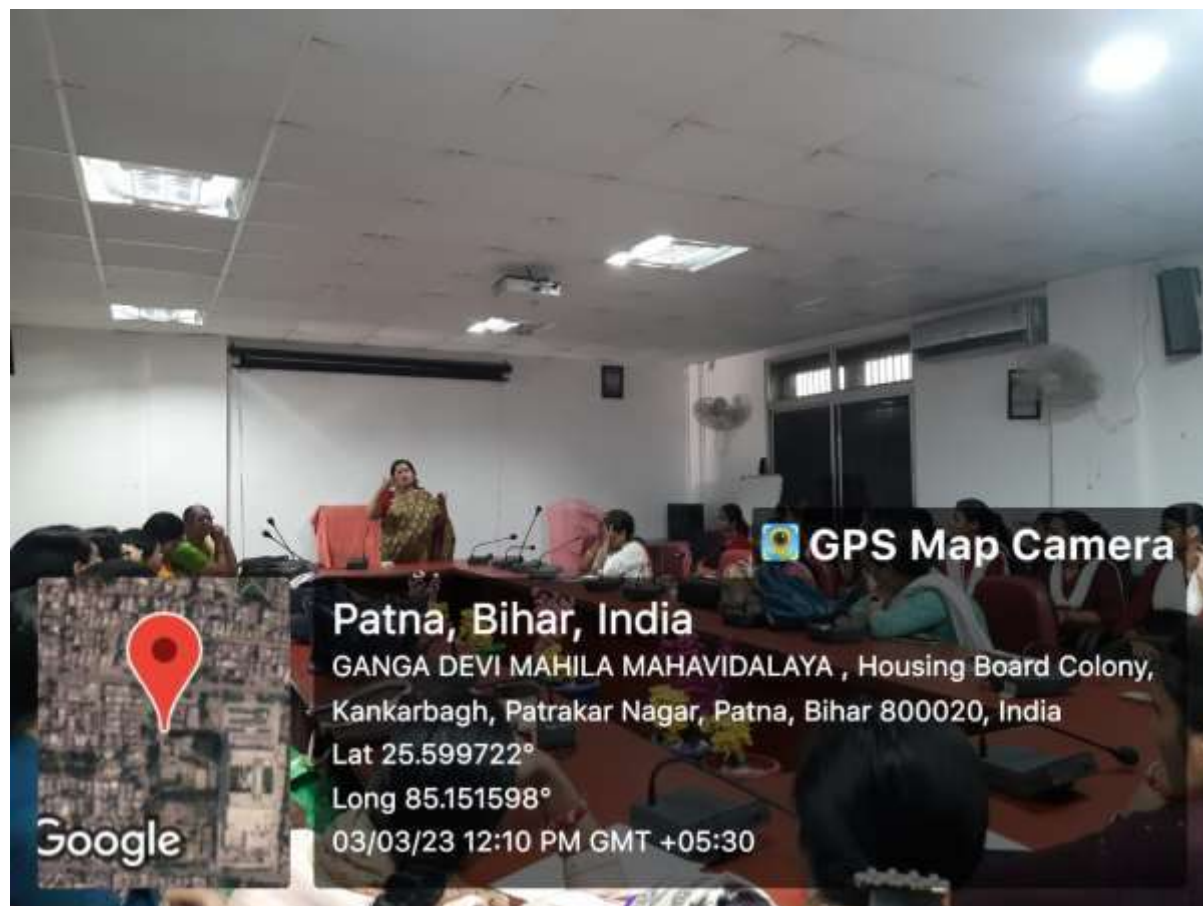 GPS Map Camera
Patna, Bihar, India
GANGA DEVI MAHILA MAHAVIDALAYA , Housing Board Colony,
Kankarbagh, Patrakar Nagar, Patna, Bihar 800020, India
Lat 25.599722°
Long 85.151598°
03/03/23 12:10 PM GMT +05:30
Google